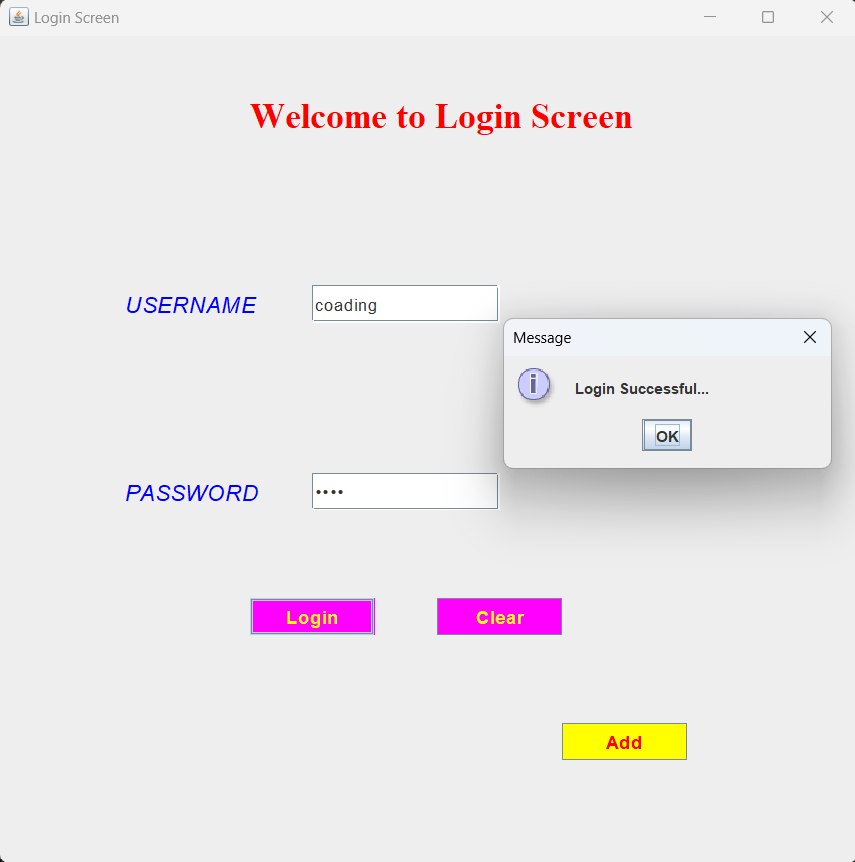 Login Screen
Welcome to Login Screen
USERNAME
coading
Message
i
Login Successful...
OK
PASSWORD
••••
Login
Clear
Add